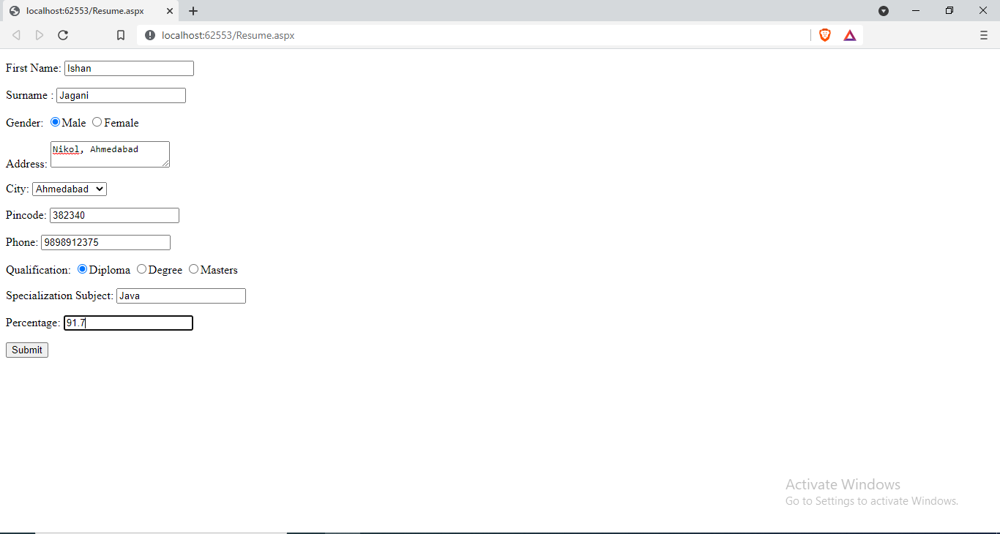 localhost:62553/Resume.aspx
localhost:62553/Resume.aspx
First Name: Ishan
Surname : Jagani
Gender: Male Female
Address: Nikol, Ahmedabad
City: Ahmedabad
Pincode: 382340
Phone: 9898912375
Qualification: Diploma Degree Masters
Specialization Subject: Java
Percentage: 91.7
Submit
Activate Windows
Go to Settings to activate Windows.